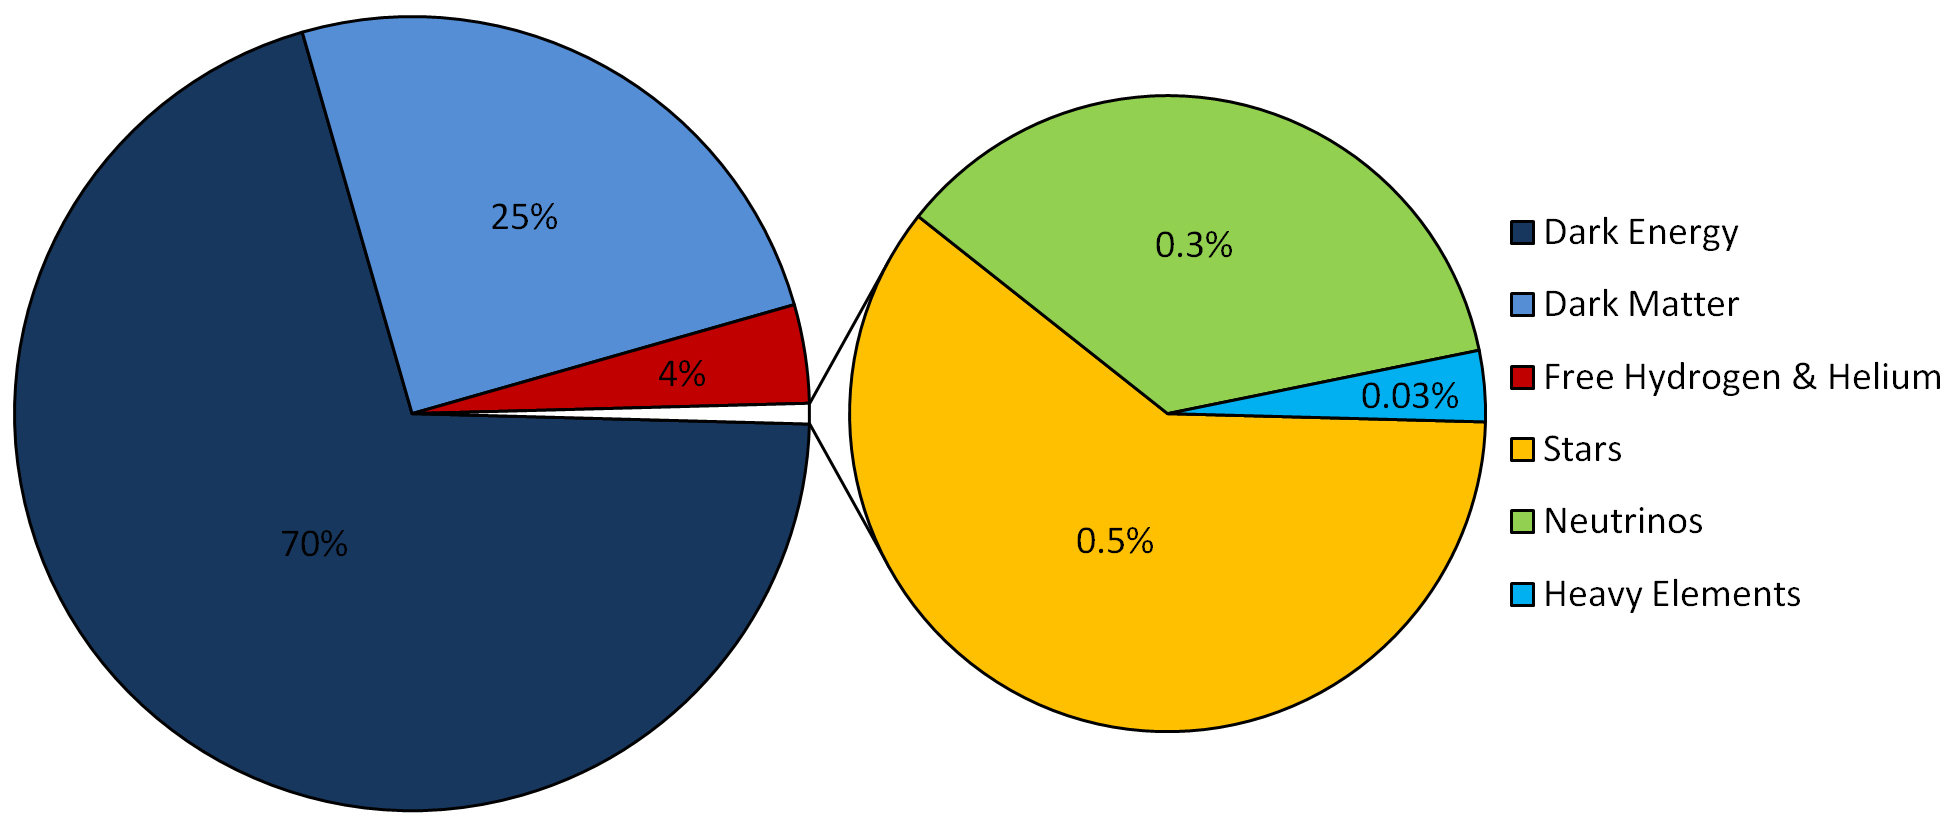 25%
4%
70%
0.3%
0.03%
0.5%
Dark Energy
Dark Matter
Free Hydrogen & Helium
Stars
Neutrinos
Heavy Elements